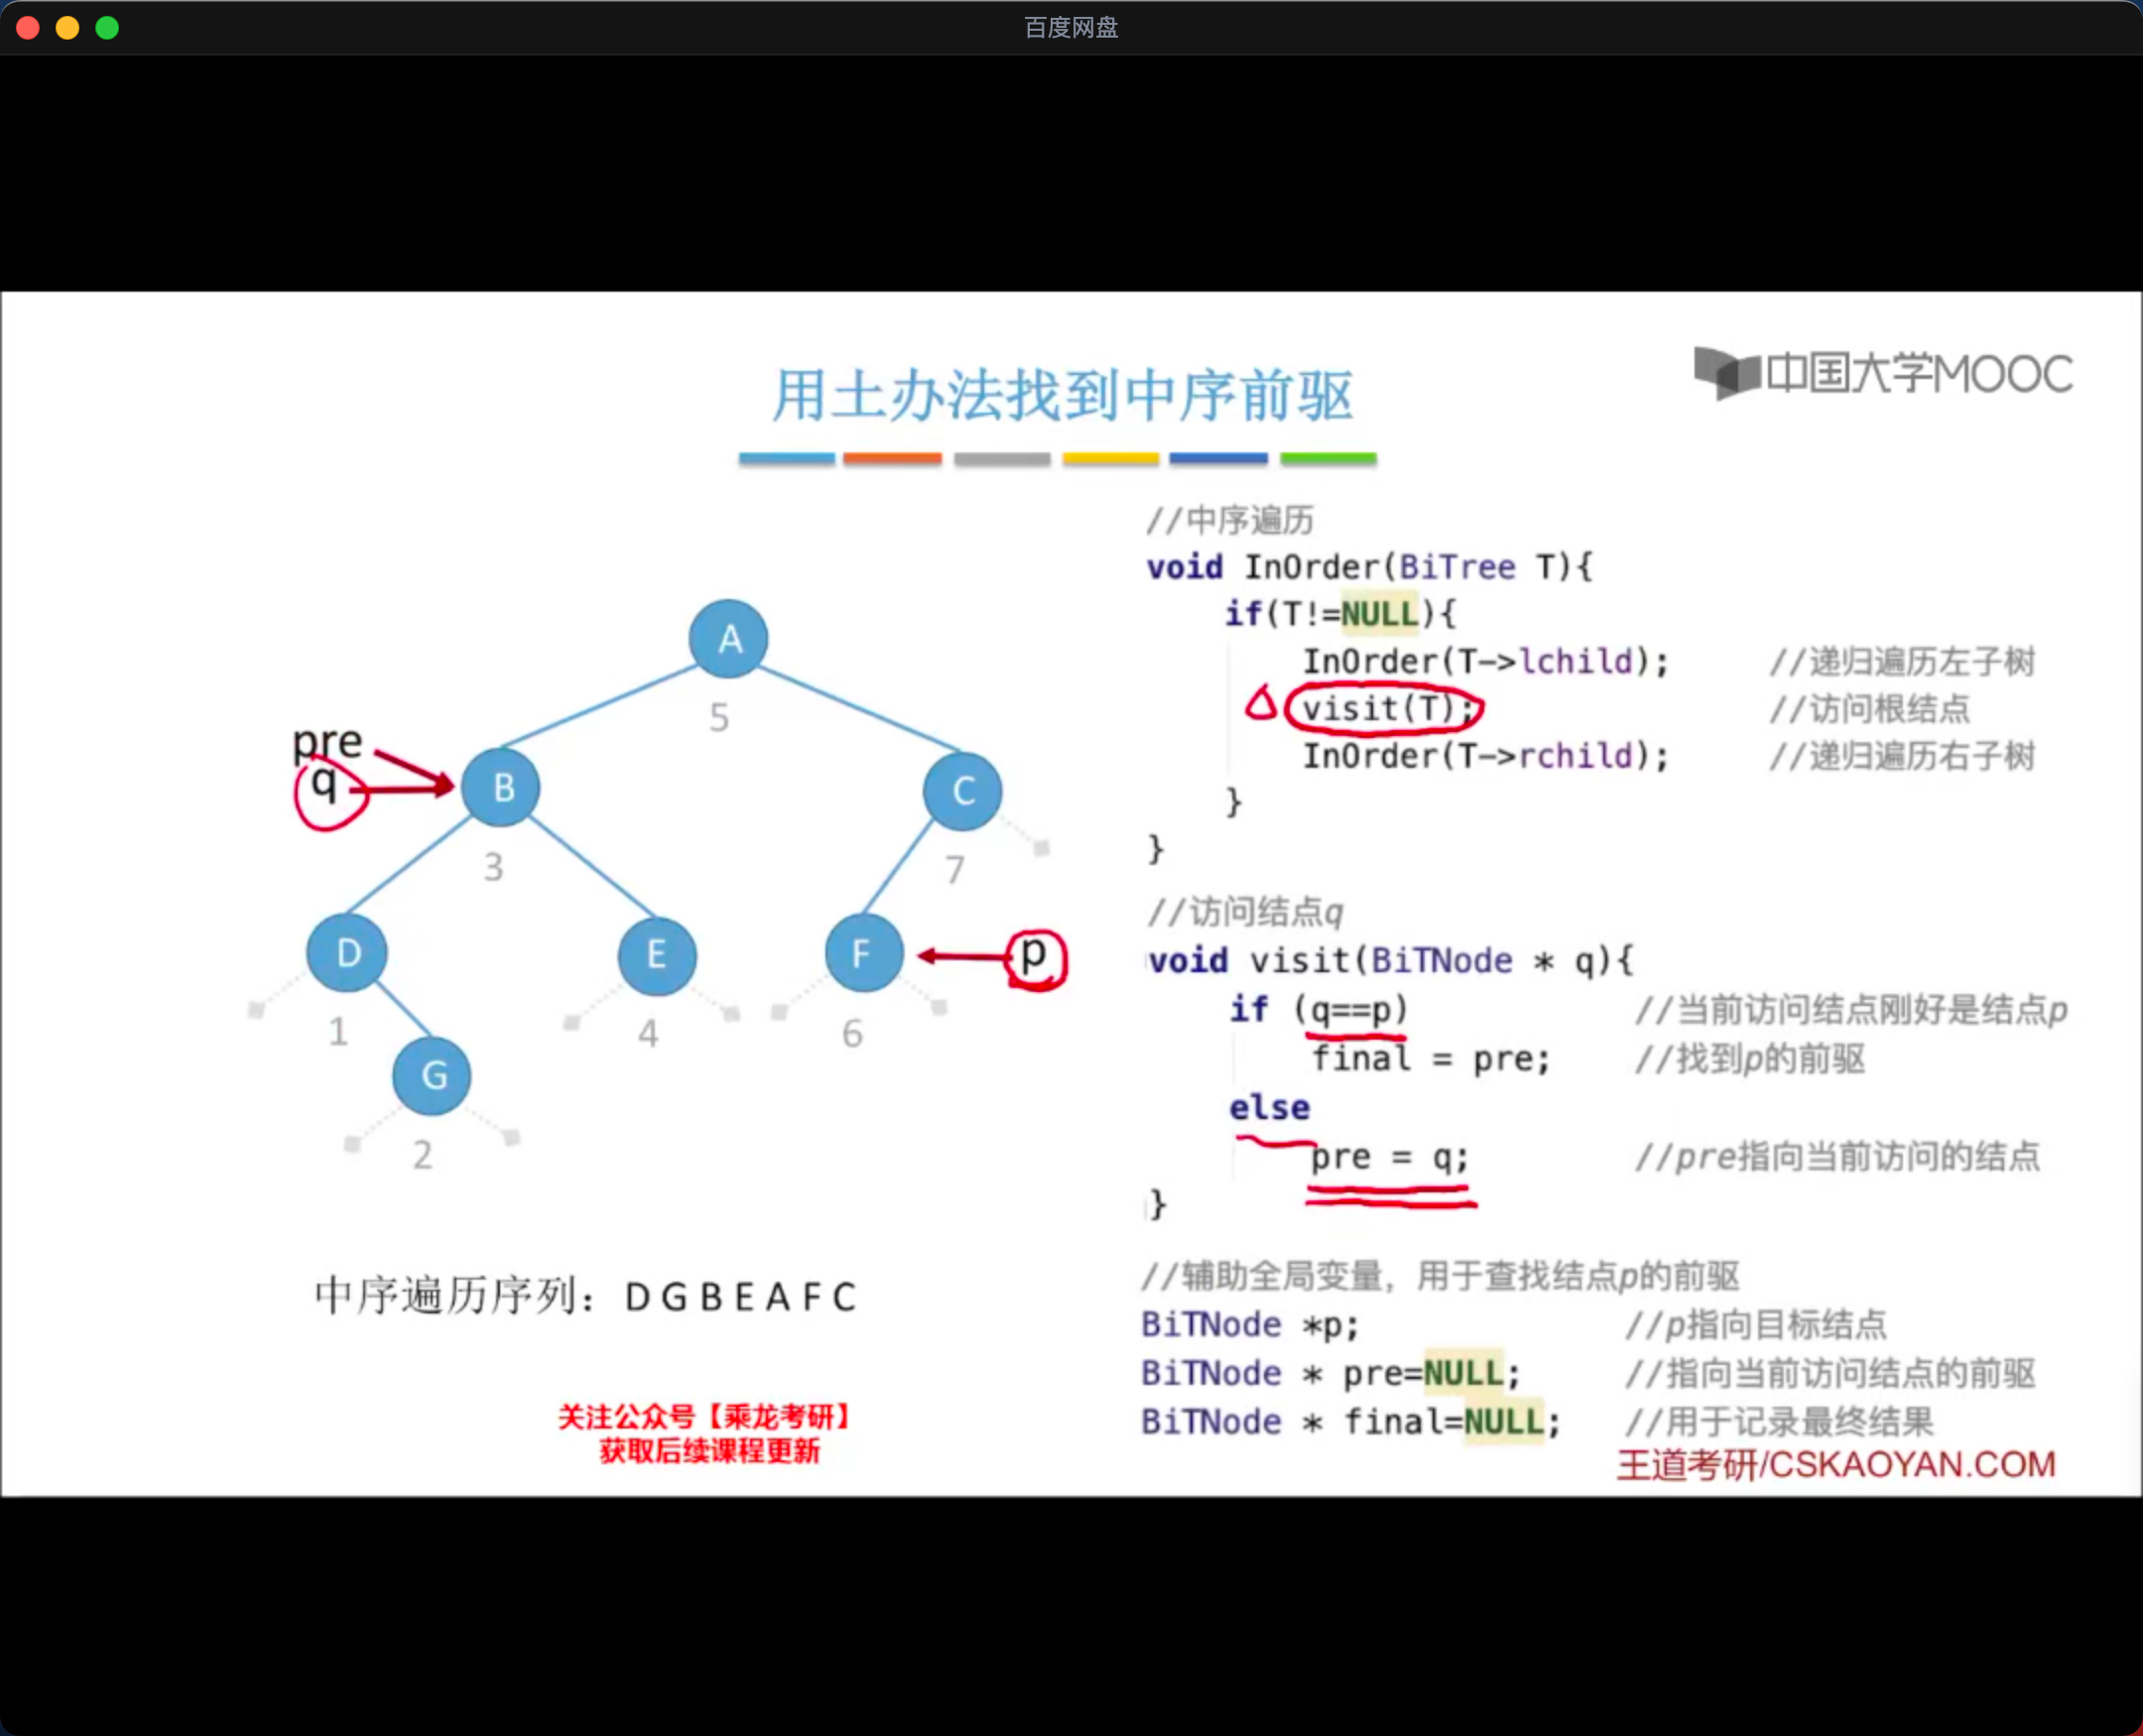 百度网盘
用土办法找到中序前驱
中国大学MOOC
A
5
pre
q
B
3
C
7
D
1
E
4
F
6
p
G
2
中序遍历序列：D G B E A F C
关注公众号【乘龙考研】
获取后续课程更新
//中序遍历
void InOrder(BiTree T){
if(T!=NULL){
InOrder(T->lchild); //递归遍历左子树
visit(T); //访问根结点
InOrder(T->rchild); //递归遍历右子树
}
}
//访问结点q
void visit(BiTNode * q){
if (q==p) //当前访问结点刚好是结点p
final = pre; //找到p的前驱
else
pre = q; //pre指向当前访问的结点
}
//辅助全局变量，用于查找结点p的前驱
BiTNode *p; //p指向目标结点
BiTNode * pre=NULL; //指向当前访问结点的前驱
BiTNode * final=NULL; //用于记录最终结果
王道考研/CSKAOYAN.COM